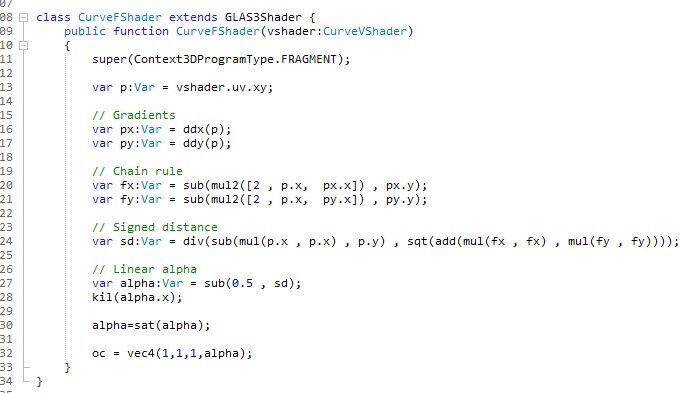 07
08 class CurveFShader extends GLAS3Shader {
09 public function CurveFShader(vshader:CurveVShader)
10 {
11 super(Context3DProgramType.FRAGMENT);
12
13 var p:Var = vshader.uv.xy;
14
15 // Gradients
16 var px:Var = ddx(p);
17 var py:Var = ddy(p);
18
19 // Chain rule
20 var fx:Var = sub(mul2([2 , p.x,  px.x]) , px.y);
21 var fy:Var = sub(mul2([2 , p.x,  py.x]) , py.y);
22
23 // Signed distance
24 var sd:Var = div(sub(mul(p.x , p.x) , p.y) , sqt(add(mul(fx , fx) , mul(fy , fy))));
25
26 // Linear alpha
27 var alpha:Var = sub(0.5 , sd);
28 kil(alpha.x);
29
30 alpha=sat(alpha);
31
32 oc = vec4(1,1,1,alpha);
33 }
34 }